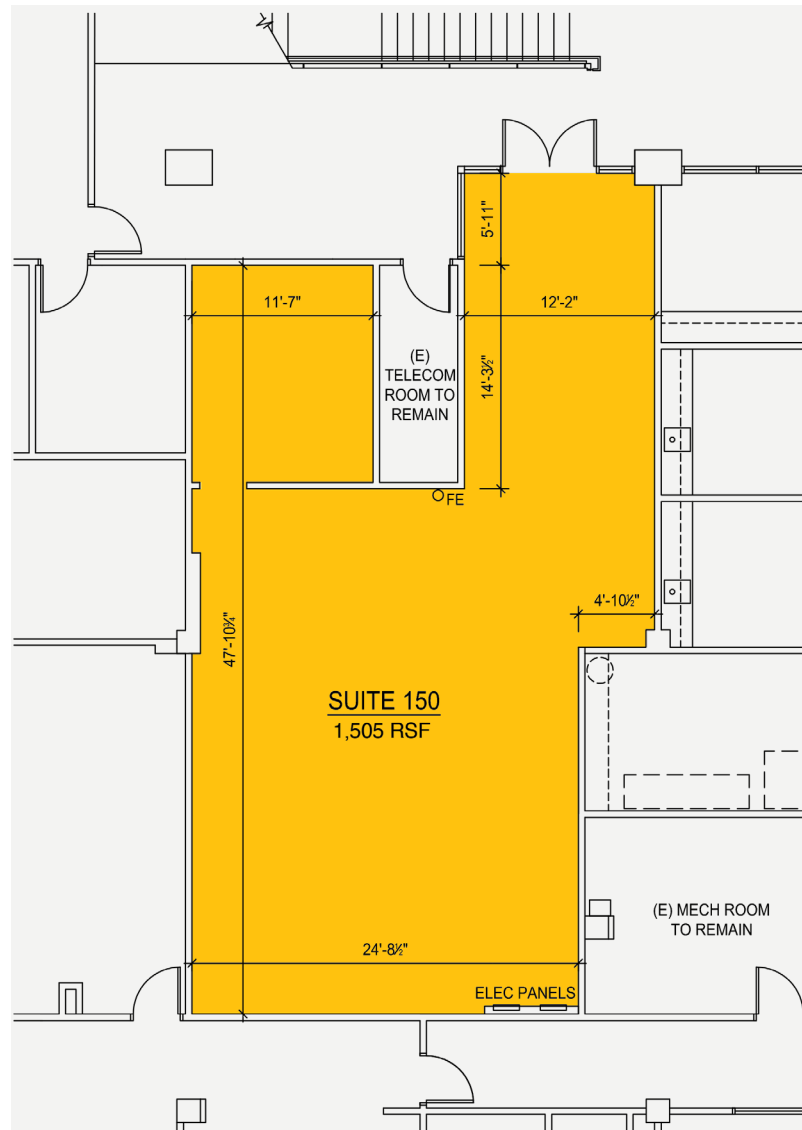 5'-11"
11'-7"
12'-2"
(E)
TELECOM
ROOM TO
REMAIN
14'-3½"
FE
4'-10½"
47'-10¾"
SUITE 150
1,505 RSF
(E) MECH ROOM
TO REMAIN
24'-8½"
ELEC PANELS